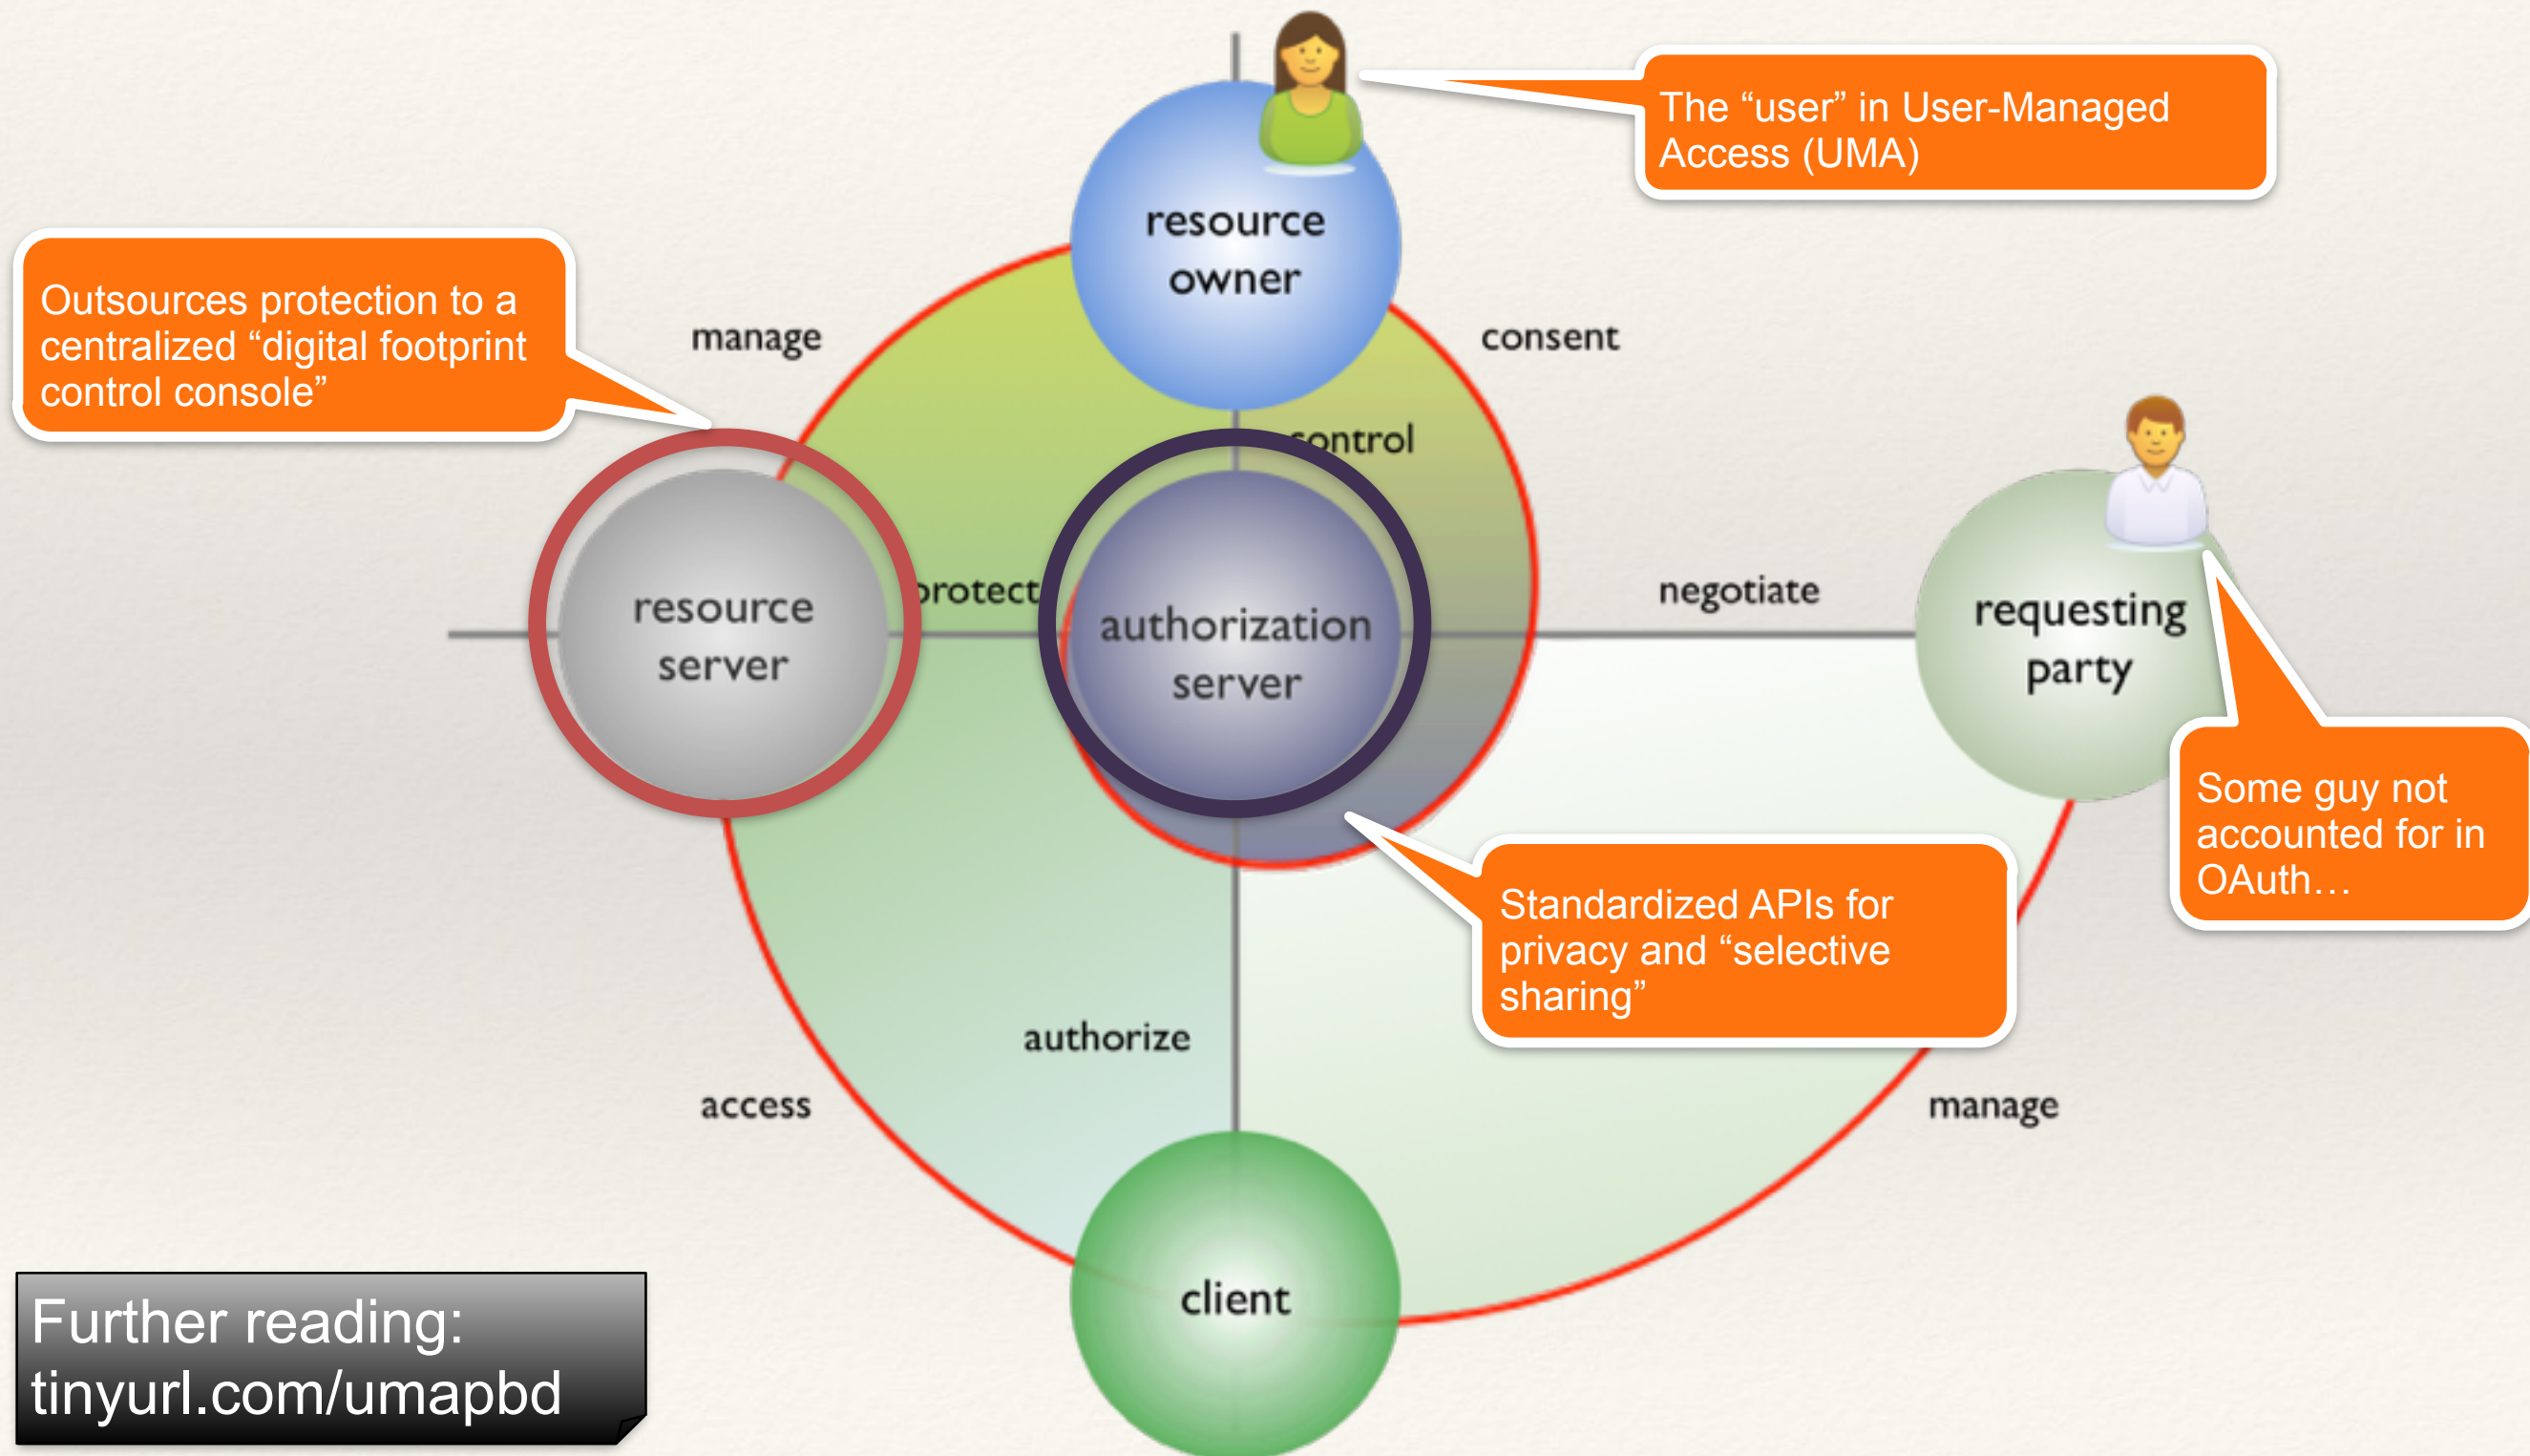 The “user” in User-Managed
Access (UMA)
resource
owner
Outsources protection to a
centralized “digital footprint
control console”
manage
consent
control
resource
server
protect
authorization
server
negotiate
requesting
party
Some guy not
accounted for in
OAuth…
Standardized APIs for
privacy and “selective
sharing”
authorize
access
manage
client
Further reading:
tinyurl.com/umapbd